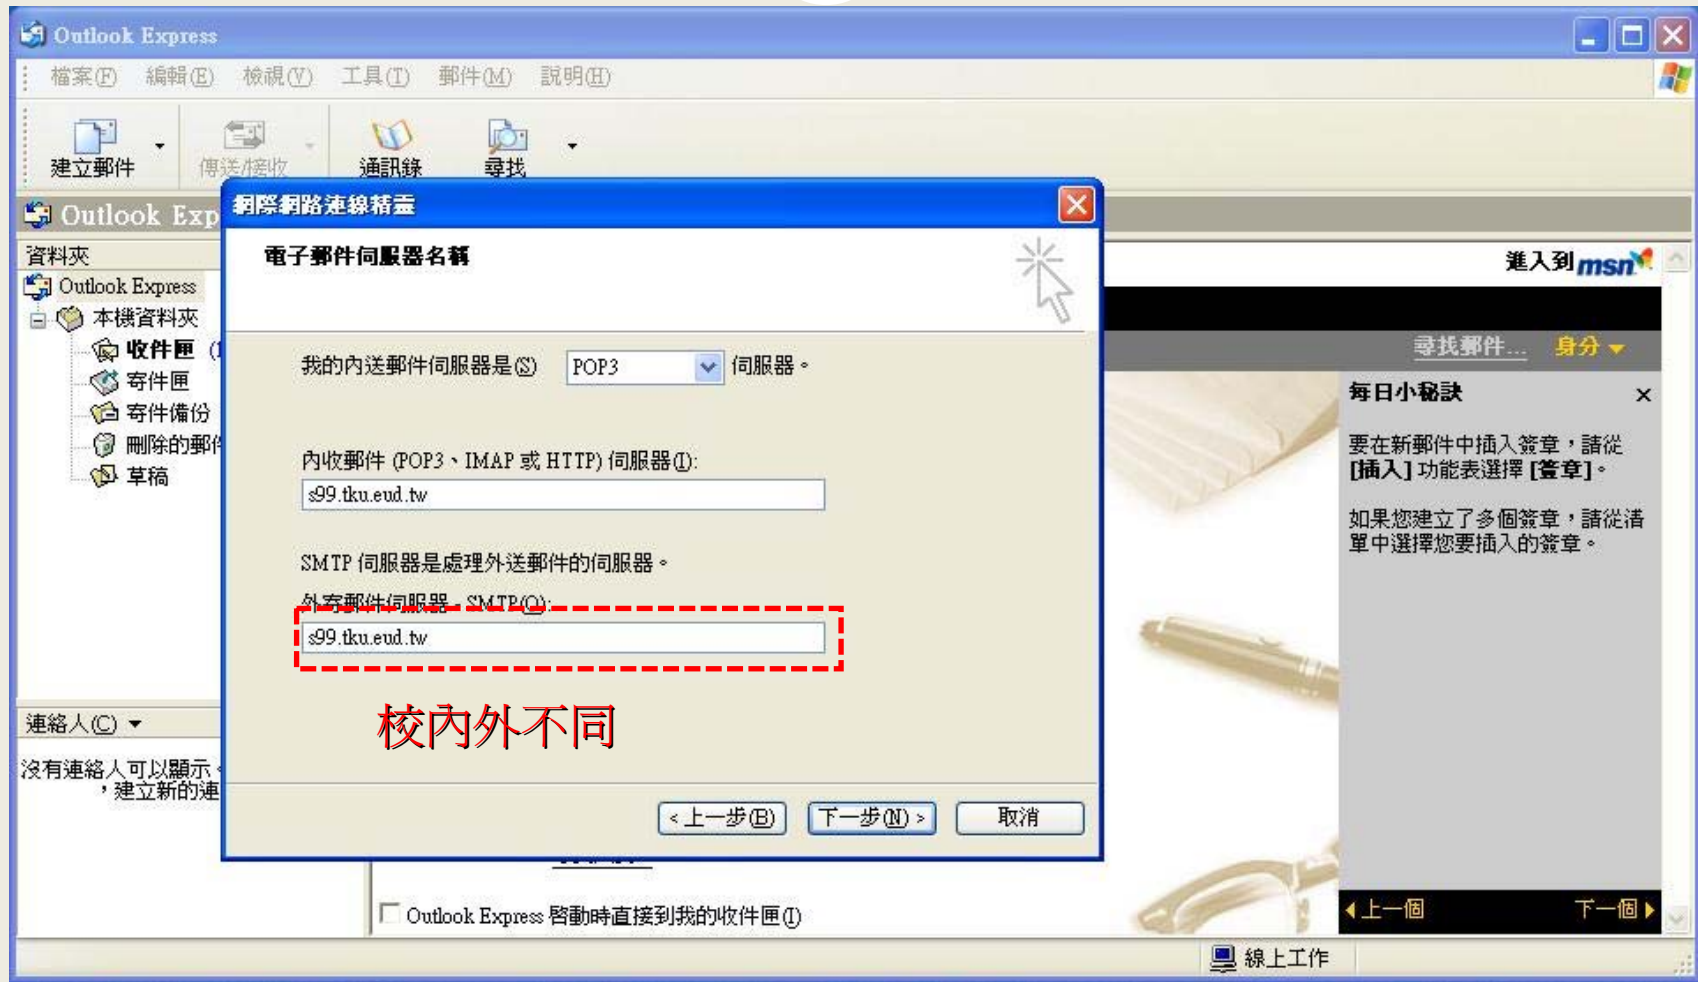 Outlook Express
檔案(F) 編輯(E) 檢視(V) 工具(T) 郵件(M) 說明(H)
建立郵件 傳送/接收 通訊錄 尋找
Outlook Exp
網際網路連線精靈
資料夾
電子郵件伺服器名稱
進入到 msn
Outlook Express
本機資料夾
收件匣
寄件匣
寄件備份
刪除的郵件
草稿
我的內送郵件伺服器是(S) POP3 伺服器。
尋找郵件... 身分
每日小秘訣
內收郵件 (POP3、IMAP 或 HTTP) 伺服器(I):
s99.tku.eud.tw
要在新郵件中插入簽章，請從
[插入] 功能表選擇 [簽章]。
如果您建立了多個簽章，請從清
單中選擇您要插入的簽章。
SMTP 伺服器是處理外送郵件的伺服器。
外寄郵件伺服器 - SMTP(O):
s99.tku.eud.tw
校內外不同
連絡人(C)
沒有連絡人可以顯示。
，建立新的連
<上一步(B) 下一步(N)> 取消
Outlook Express 啓動時直接到我的收件匣(I)
上一個 下一個
線上工作